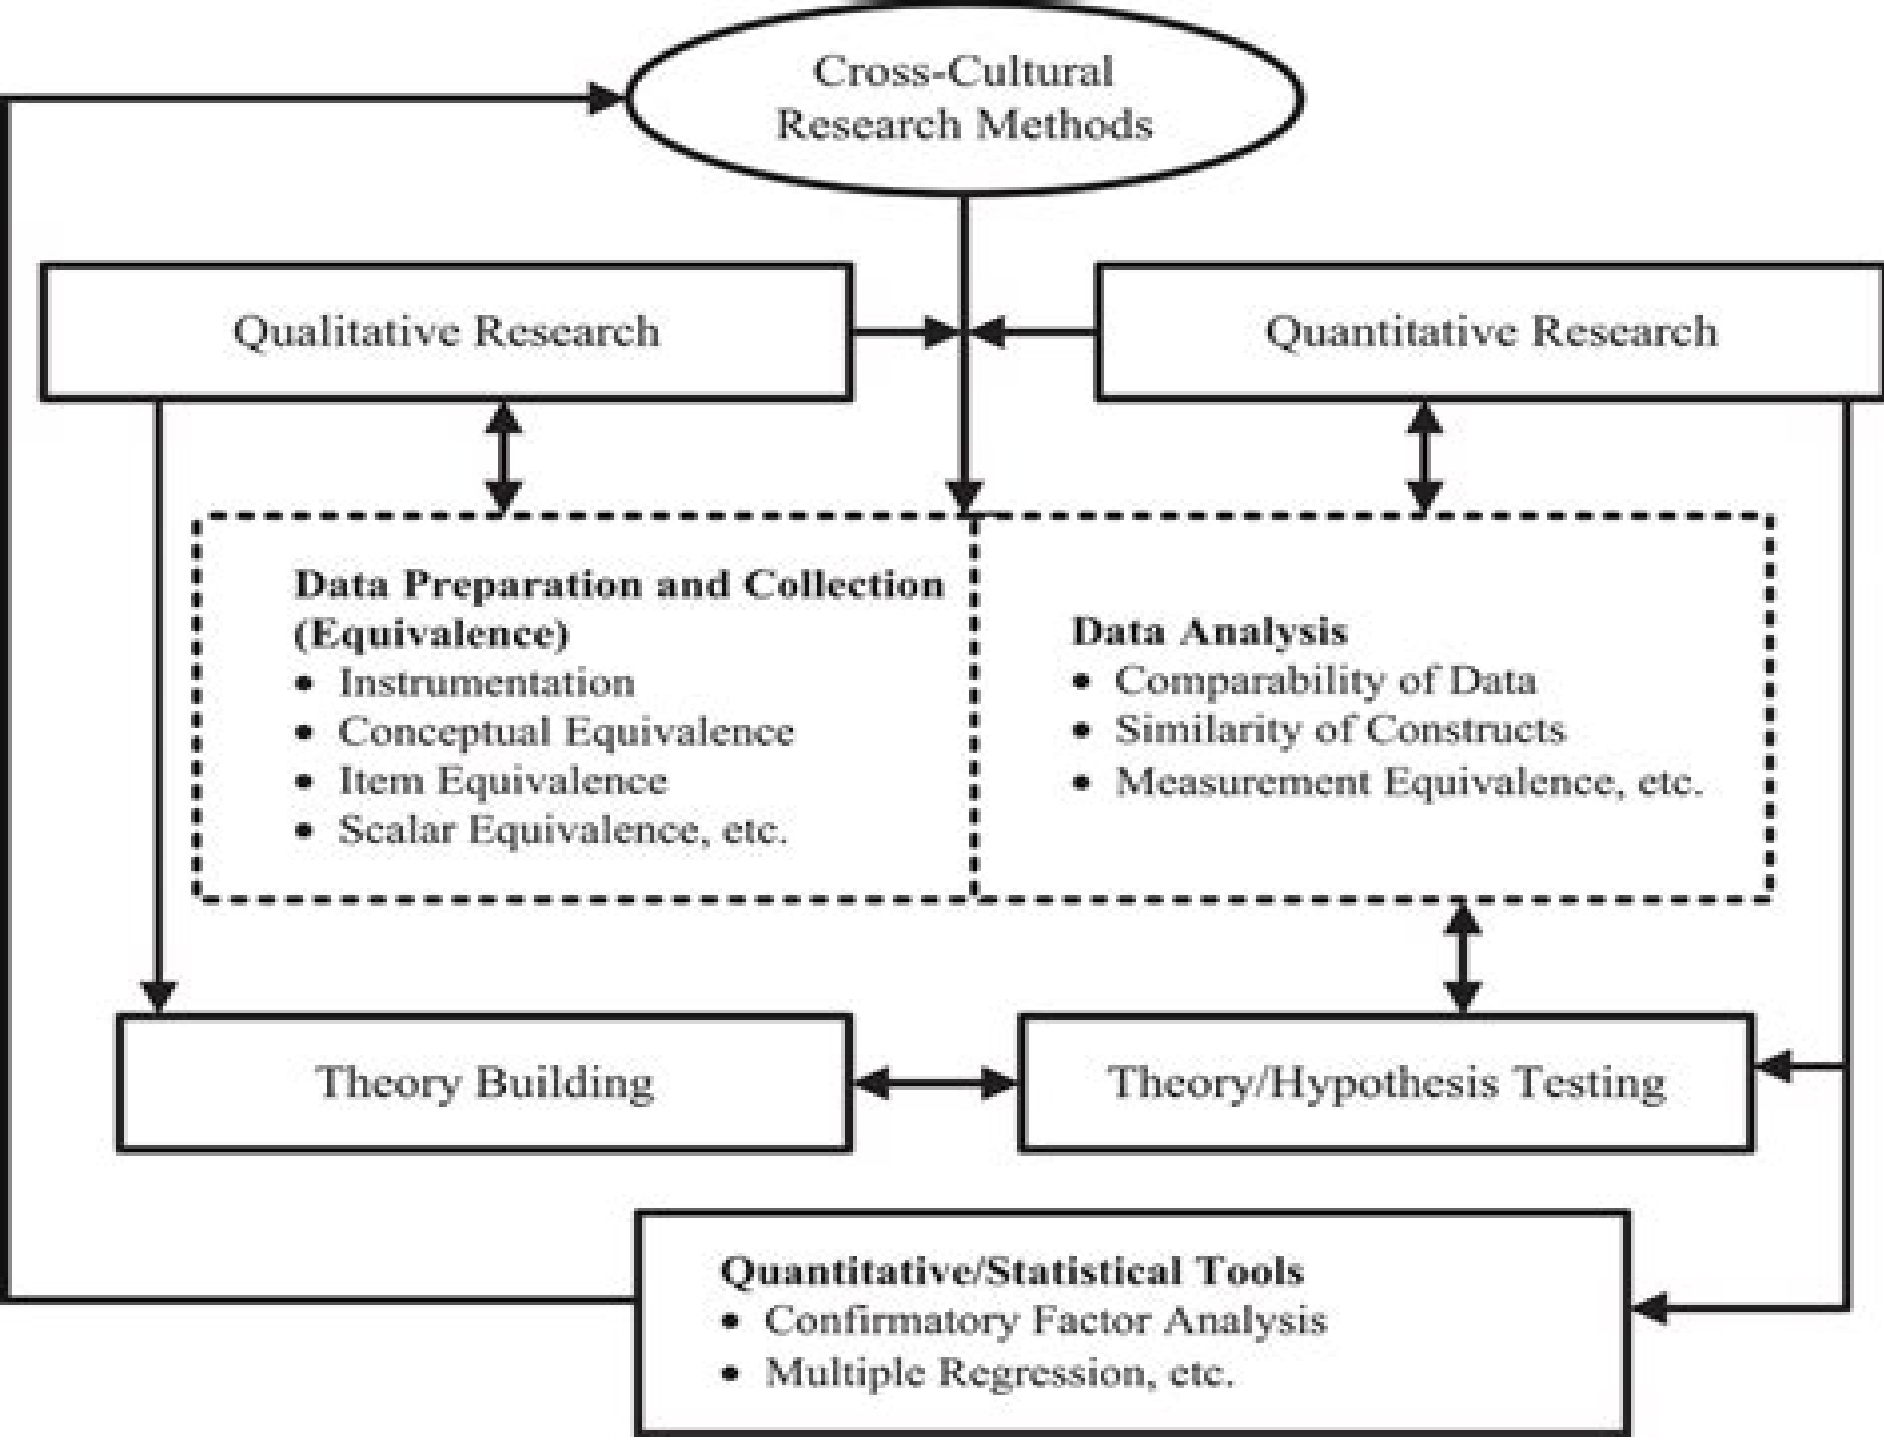 Cross-Cultural
Research Methods
Qualitative Research
Quantitative Research
Data Preparation and Collection
(Equivalence)
• Instrumentation
• Conceptual Equivalence
• Item Equivalence
• Scalar Equivalence, etc.
Data Analysis
• Comparability of Data
• Similarity of Constructs
• Measurement Equivalence, etc.
Theory Building
Theory/Hypothesis Testing
Quantitative/Statistical Tools
• Confirmatory Factor Analysis
• Multiple Regression, etc.